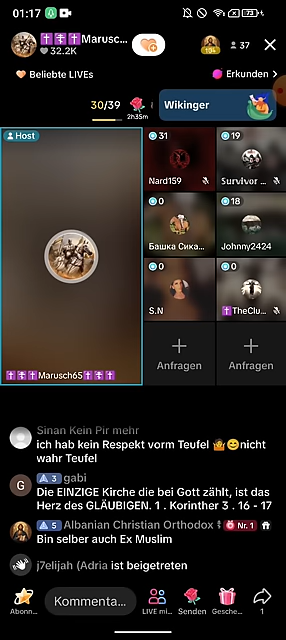 01:17
73
✝️☦️✝️Marusc...
❤ 32.2K
184
37
Beliebte LIVEs
Erkunden >
30/39
2h35m
Wikinger
Host
31
19
Nard159
Survivor ...
0
18
Башка Сика...
Johnny2424
0
0
S.N
✝️TheClu...
+
+
Anfragen
Anfragen
✝️☦️✝️Marusch65✝️☦️✝️
Sinan Kein Pir mehr
ich hab kein Respekt vorm Teufel 🤷😊nicht
wahr Teufel
G
3 gabi
Die EINZIGE Kirche die bei Gott zählt, ist das
Herz des GLÄUBIGEN. 1 . Korinther 3 . 16 - 17
5 Albanian Christian Orthodox ☦ Nr. 1
Bin selber auch Ex Muslim
j7elijah (Adria ist beigetreten
Abonn...
Kommenta...
LIVE mi...
Senden
Gesche...
1